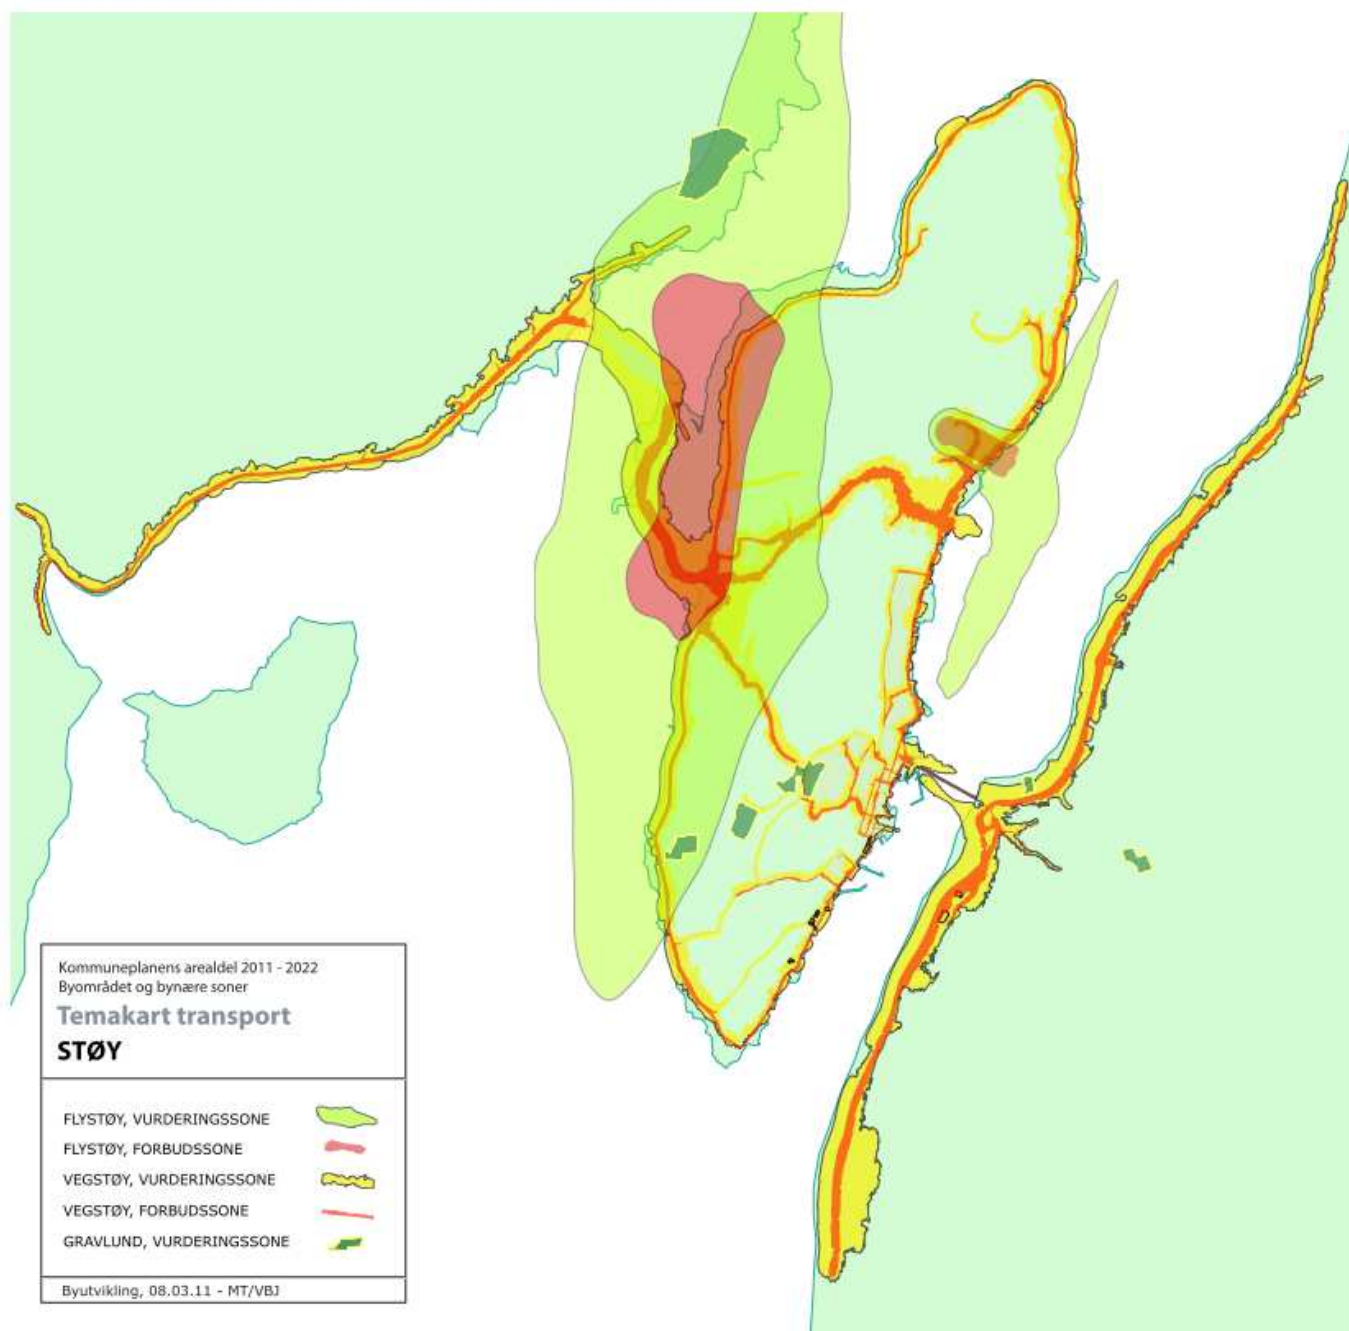 Kommuneplanens arealdel 2011 - 2022
Byområdet og bynære soner
Temakart transport
STØY
FLYSTØY, VURDERINGSSONE
FLYSTØY, FORBUDSSONE
VEGSTØY, VURDERINGSSONE
VEGSTØY, FORBUDSSONE
GRAVLUND, VURDERINGSSONE
Byutvikling, 08.03.11 - MT/VBJ